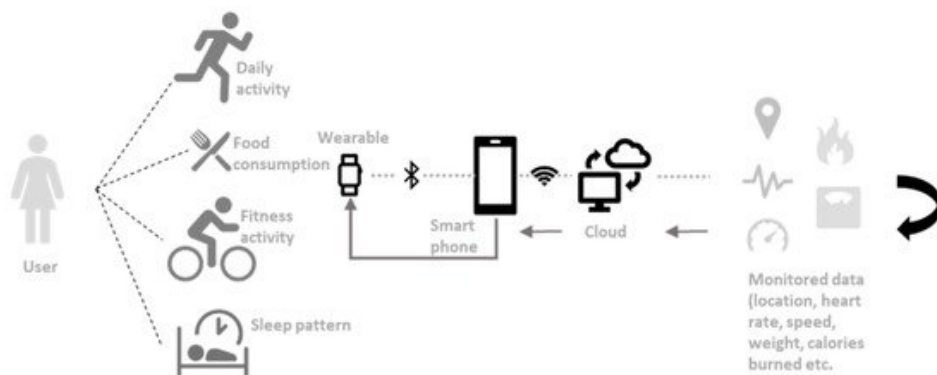 Daily
activity
Food
consumption
Wearable
Fitness
activity
Smart
phone
Cloud
User
Sleep pattern
Monitored data
(location, heart
rate, speed,
weight, calories
burned etc.